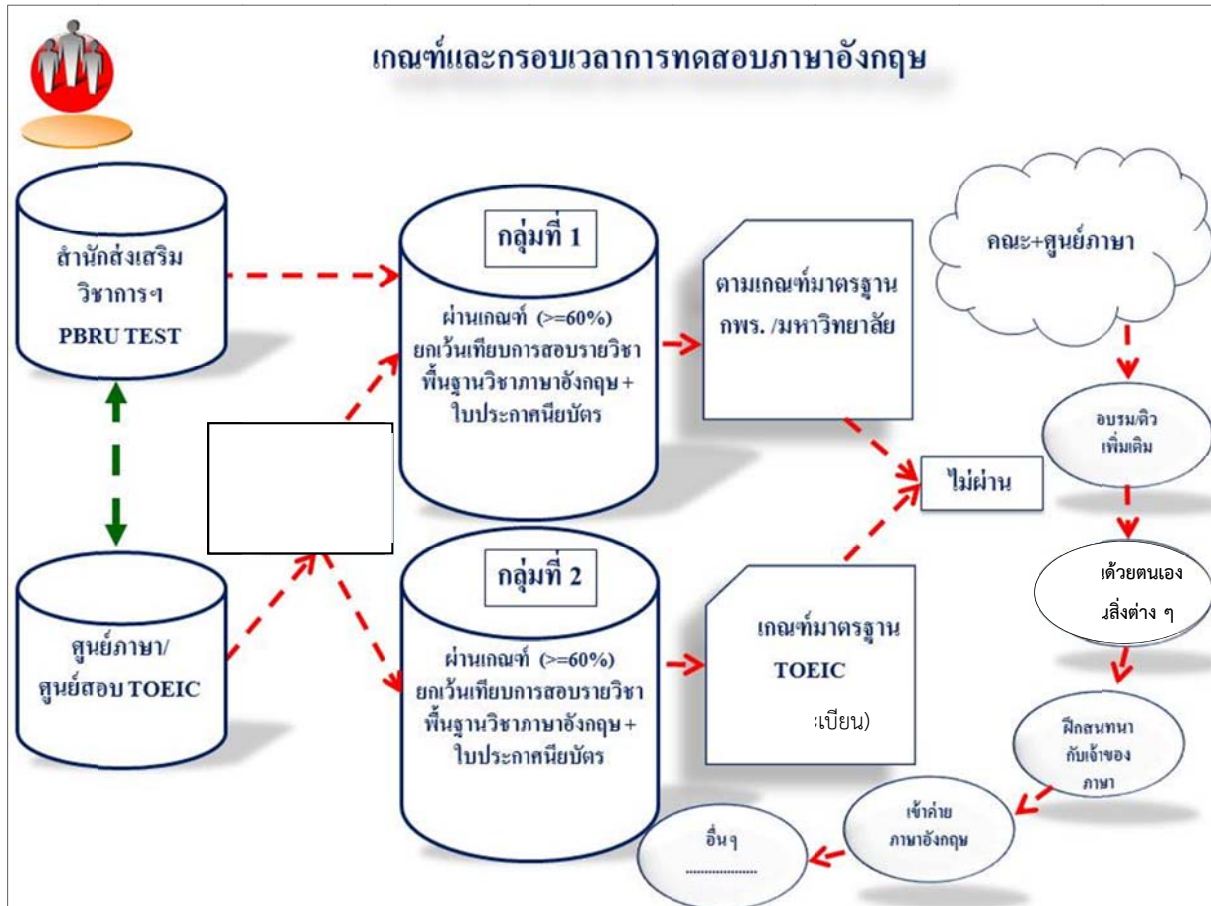 เกณฑ์และกรอบเวลาการทดสอบภาษาอังกฤษ
สำนักส่งเสริม
วิชาการฯ
PBRU TEST
ศูนย์ภาษา/
ศูนย์สอบ TOEIC
กลุ่มที่ 1
ผ่านเกณฑ์ (>=60%)
ยกเว้นเทียบการสอบรายวิชา
พื้นฐานวิชาภาษาอังกฤษ +
ใบประกาศนียบัตร
กลุ่มที่ 2
ผ่านเกณฑ์ (>=60%)
ยกเว้นเทียบการสอบรายวิชา
พื้นฐานวิชาภาษาอังกฤษ +
ใบประกาศนียบัตร
ตามเกณฑ์มาตรฐาน
กพร. /มหาวิทยาลัย
เกณฑ์มาตรฐาน
TOEIC
ะเบียน)
ไม่ผ่าน
คณะ+ศูนย์ภาษา
อบรม/ติว
เพิ่มเติม
ด้วยตนเอง
สิ่งต่าง ๆ
ฝึกสนทนา
กับเจ้าของ
ภาษา
เข้าค่าย
ภาษาอังกฤษ
อื่นๆ
...................